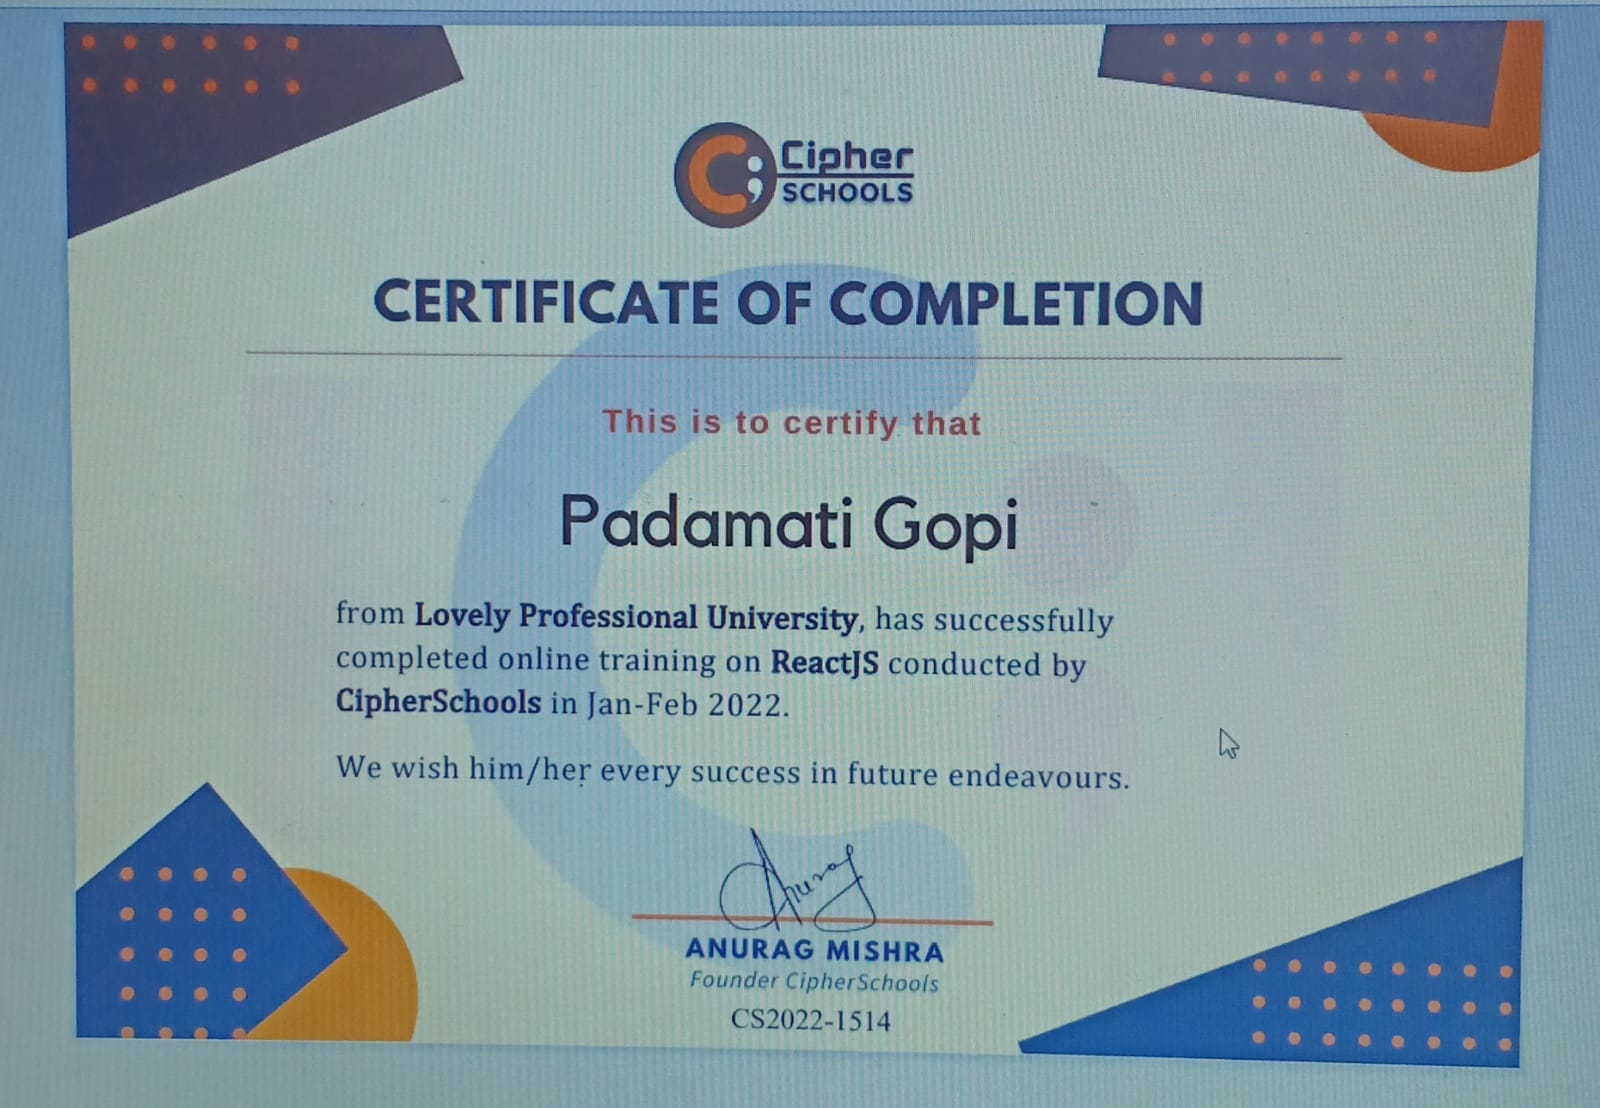 Cipher
SCHOOLS
CERTIFICATE OF COMPLETION
This is to certify that
Padamati Gopi
from Lovely Professional University, has successfully
completed online training on ReactJS conducted by
CipherSchools in Jan-Feb 2022.
We wish him/her every success in future endeavours.
Anurag
ANURAG MISHRA
Founder CipherSchools
CS2022-1514